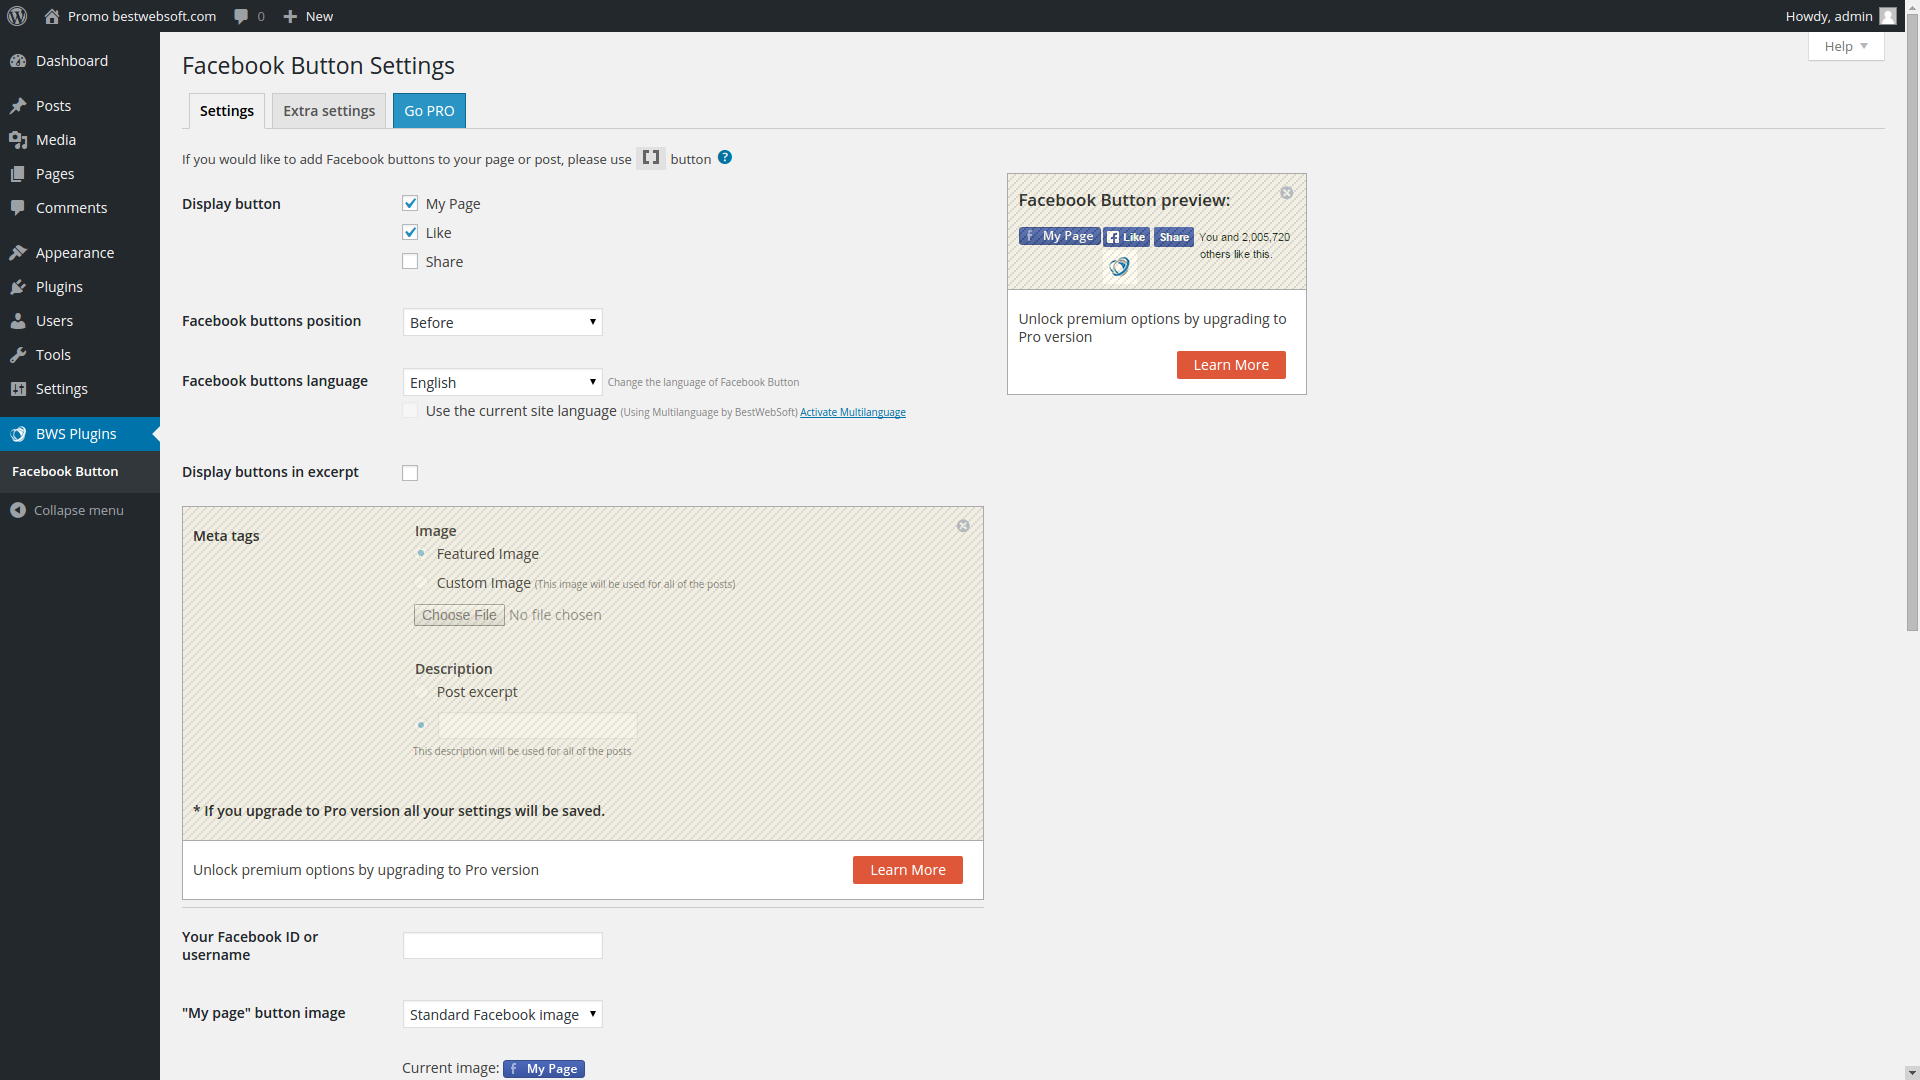 Promo bestwebsoft.com 0 New Howdy, admin
Help
Dashboard
Posts
Media
Pages
Comments
Appearance
Plugins
Users
Tools
Settings
BWS Plugins
Facebook Button
Collapse menu
Facebook Button Settings
Settings Extra settings Go PRO
If you would like to add Facebook buttons to your page or post, please use [] button ?
Display button
My Page
Like
Share
Facebook buttons position Before
Facebook buttons language English Change the language of Facebook Button
Use the current site language (Using Multilanguage by BestWebSoft) Activate Multilanguage
Display buttons in excerpt
Facebook Button preview:
f My Page f Like Share You and 2,005,720
others like this.
Unlock premium options by upgrading to
Pro version
Learn More
Meta tags
Image
Featured Image
Custom Image (This image will be used for all of the posts)
Choose File No file chosen
Description
Post excerpt
This description will be used for all of the posts
* If you upgrade to Pro version all your settings will be saved.
Unlock premium options by upgrading to Pro version Learn More
Your Facebook ID or
username
"My page" button image Standard Facebook image
Current image: f My Page